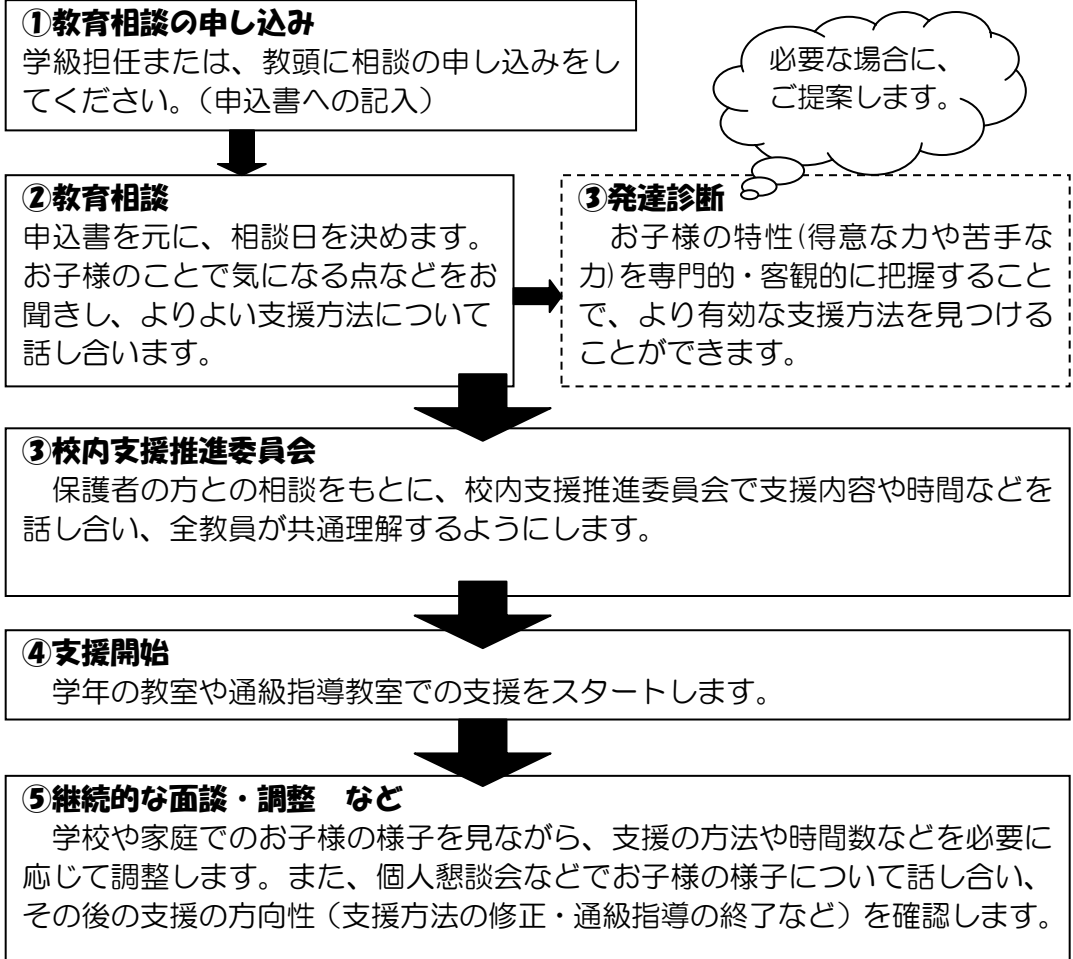 ①教育相談の申し込み
学級担任または、教頭に相談の申し込みをし
てください。（申込書への記入）
必要な場合に、
ご提案します。
②教育相談
申込書を元に、相談日を決めます。
お子様のことで気になる点などをお
聞きし、よりよい支援方法について
話し合います。
③発達診断
お子様の特性(得意な力や苦手な
力)を専門的・客観的に把握すること
で、より有効な支援方法を見つける
ことができます。
③校内支援推進委員会
保護者の方との相談をもとに、校内支援推進委員会で支援内容や時間などを
話し合い、全教員が共通理解するようにします。
④支援開始
学年の教室や通級指導教室での支援をスタートします。
⑤継続的な面談・調整　など
学校や家庭でのお子様の様子を見ながら、支援の方法や時間数などを必要に
応じて調整します。また、個人懇談会などでお子様の様子について話し合い、
その後の支援の方向性（支援方法の修正・通級指導の終了など）を確認します。